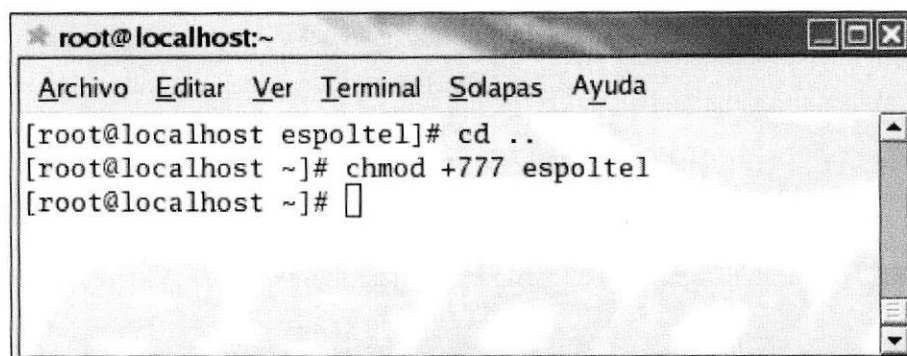 root@localhost:~
Archivo Editar Ver Terminal Solapas Ayuda
[root@localhost espoltel]# cd ..
[root@localhost ~]# chmod +777 espoltel
[root@localhost ~]#